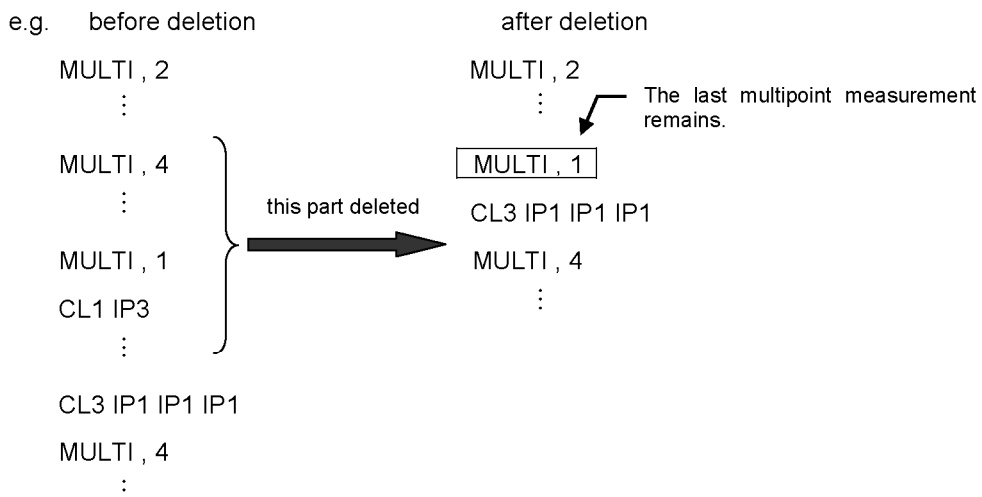 e.g. before deletion
MULTI , 2
⋮
MULTI , 4
⋮
MULTI , 1
CL1 IP3
⋮
CL3 IP1 IP1 IP1
MULTI , 4
⋮
this part deleted
after deletion
MULTI , 2
⋮
The last multipoint measurement
remains.
MULTI , 1
CL3 IP1 IP1 IP1
MULTI , 4
⋮